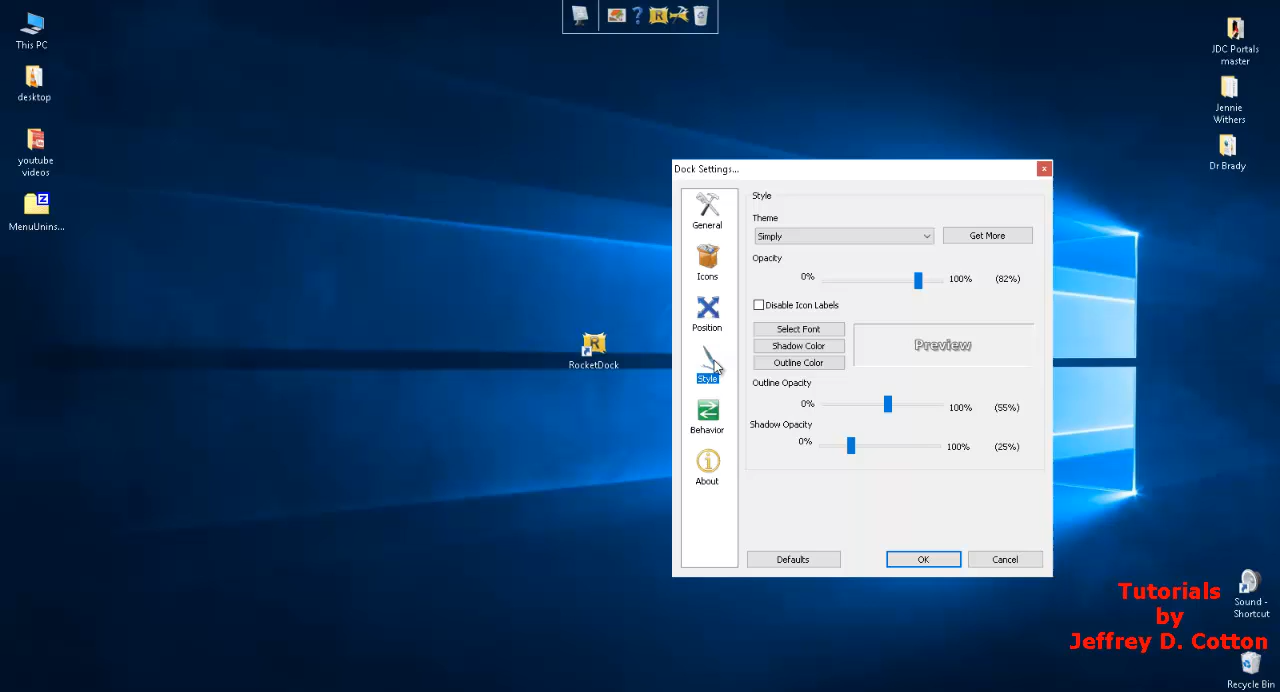 This PC
desktop
youtube
videos
MenuUnins...
RocketDock
JDC Portals
master
Jennie
Withers
Dr Brady
Dock Settings...
General
Icons
Position
Style
Behavior
About
Style
Theme
Simply
Get More
Opacity
0% 100% (82%)
Disable Icon Labels
Select Font
Shadow Color
Outline Color
Preview
Outline Opacity
0% 100% (55%)
Shadow Opacity
0% 100% (25%)
Defaults
OK
Cancel
Tutorials
by
Jeffrey D. Cotton
Sound -
Shortcut
Recycle Bin